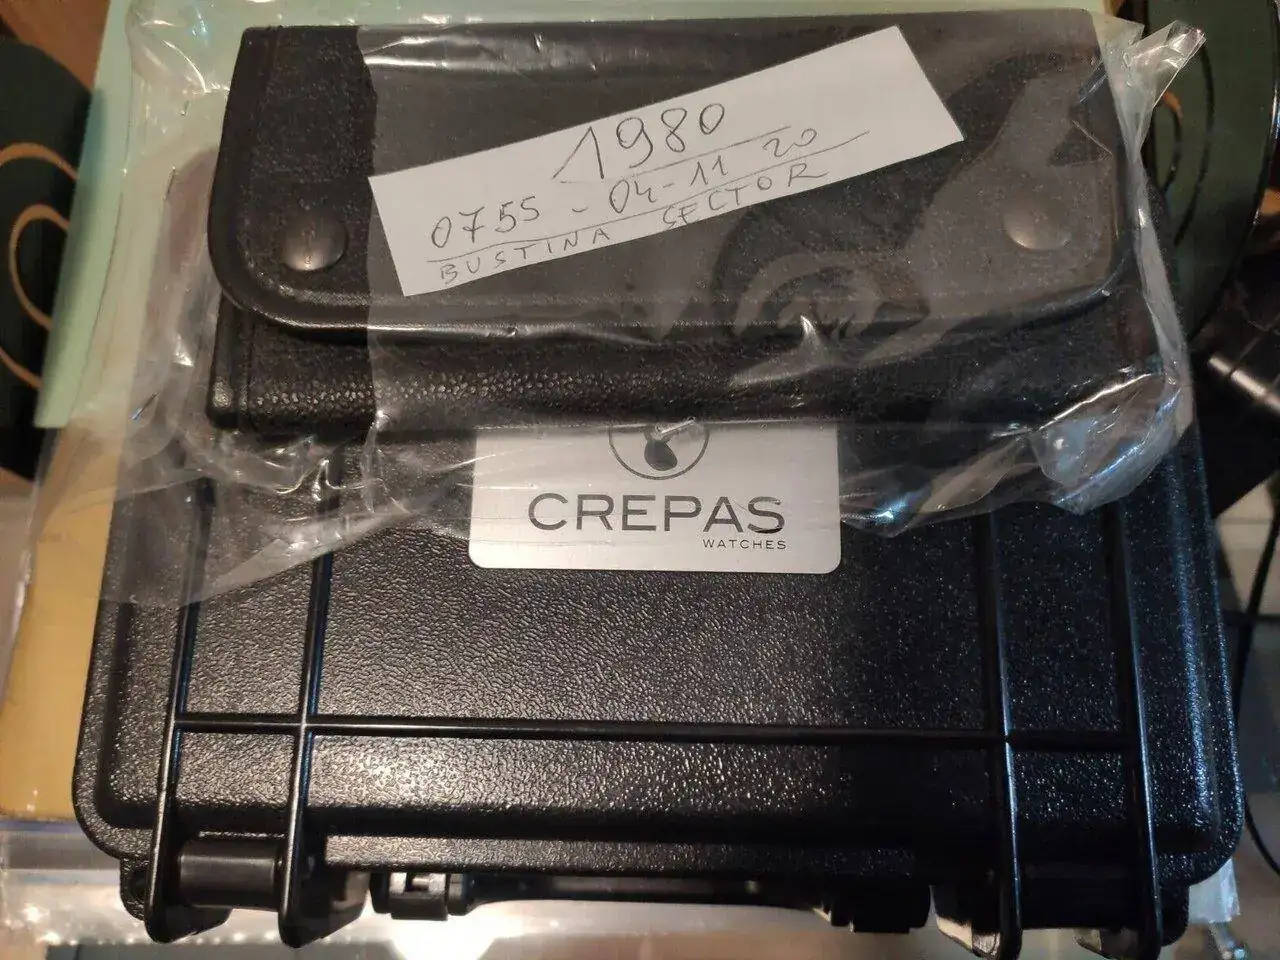 1980
0755 - 04-11 20
BUSTINA SECTOR
CREPAS
WATCHES